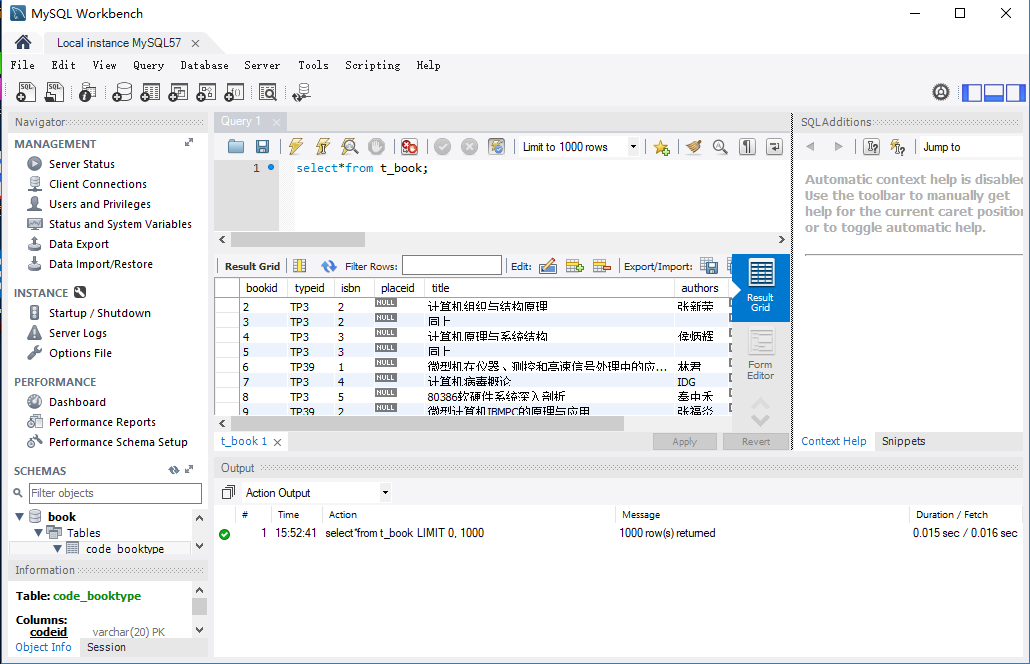 MySQL Workbench
Local instance MySQL57
File Edit View Query Database Server Tools Scripting Help
Navigator
MANAGEMENT
Server Status
Client Connections
Users and Privileges
Status and System Variables
Data Export
Data Import/Restore
INSTANCE
Startup / Shutdown
Server Logs
Options File
PERFORMANCE
Dashboard
Performance Reports
Performance Schema Setup
SCHEMAS
Filter objects
book
Tables
code_booktype
Information
Table: code_booktype
Columns:
codeid varchar(20) PK
Object Info Session
Query 1
Limit to 1000 rows
1 select*from t_book;
Result Grid Filter Rows: Edit: Export/Import:
bookid typeid isbn placeid title authors
2 TP3 2 NULL 计算机组织与结构原理 张新荣
3 TP3 2 NULL 同上
4 TP3 3 NULL 计算机原理与系统结构 侯炳辉
5 TP3 3 NULL 同上
6 TP39 1 NULL 微型机在仪器、测控和高速信号处理中的应... 林君
7 TP3 4 NULL 计算机病毒概论 IDG
8 TP3 5 NULL 80386软硬件系统深入剖析 秦中禾
9 TP39 2 NULL 微型计算机IBMPC的原理与应用 张福炎
Result
Grid
Form
Editor
t_book 1
Apply Revert
SQLAdditions
Jump to
Automatic context help is disabled
Use the toolbar to manually get
help for the current caret position
or to toggle automatic help.
Context Help Snippets
Output
Action Output
# Time Action Message Duration / Fetch
1 15:52:41 select*from t_book LIMIT 0, 1000 1000 row(s) returned 0.015 sec / 0.016 sec